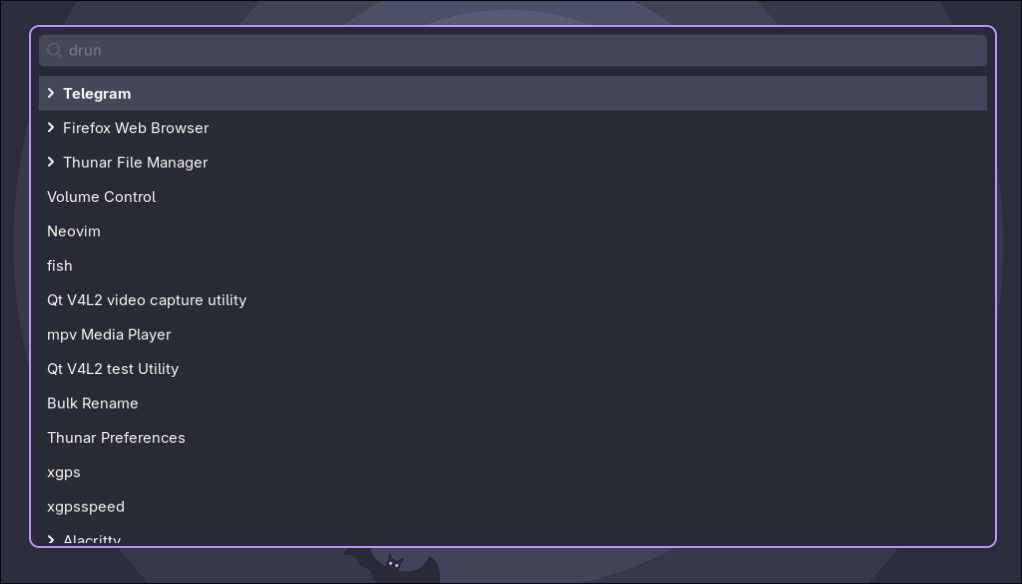 drun
Telegram
Firefox Web Browser
Thunar File Manager
Volume Control
Neovim
fish
Qt V4L2 video capture utility
mpv Media Player
Qt V4L2 test Utility
Bulk Rename
Thunar Preferences
xgps
xgpsspeed
Alacritty